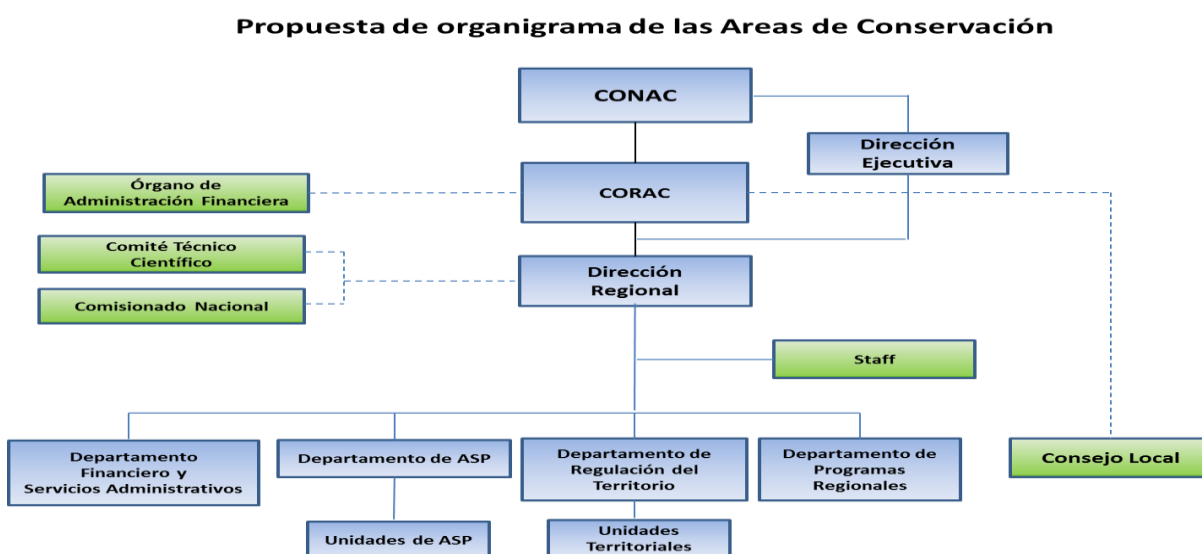 Propuesta de organigrama de las Areas de Conservación
CONAC
Dirección
Ejecutiva
Órgano de
Administración Financiera
CORAC
Comité Técnico
Científico
Comisionado Nacional
Dirección
Regional
Staff
Departamento
Financiero y
Servicios Administrativos
Departamento de ASP
Departamento de
Regulación del
Territorio
Departamento de
Programas
Regionales
Consejo Local
Unidades de ASP
Unidades
Territoriales